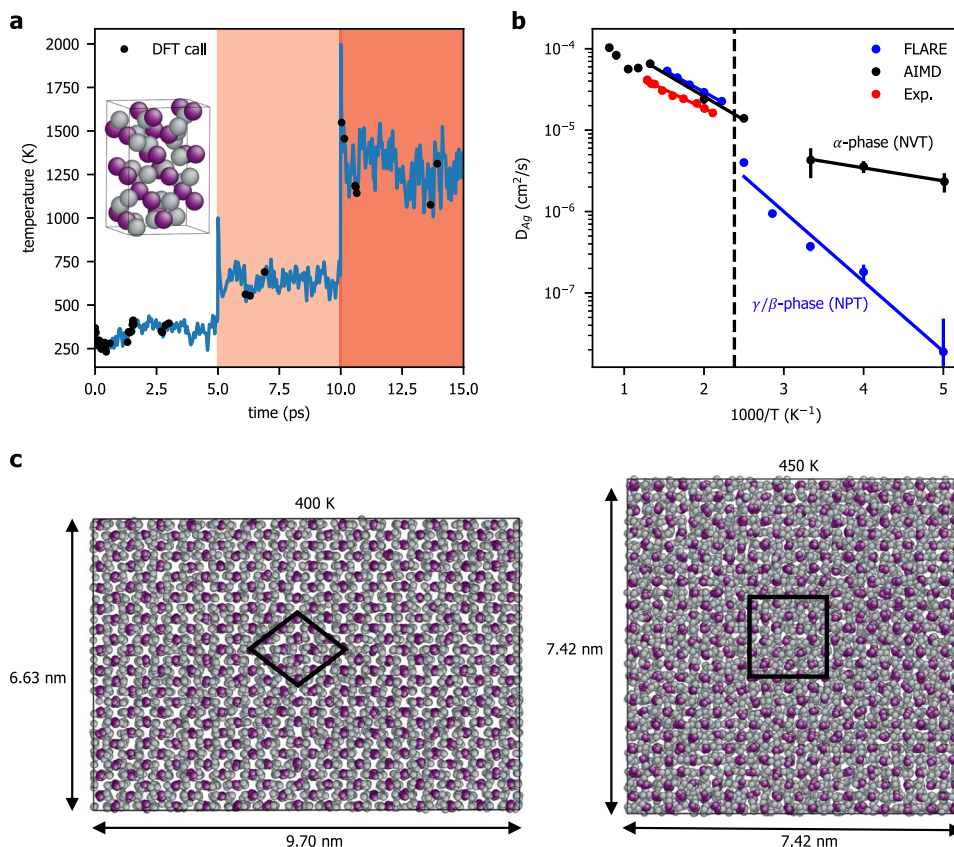 a
DFT call
temperature (K)
2000
1750
1500
1250
1000
750
500
250
0.0 2.5 5.0 7.5 10.0 12.5 15.0
time (ps)
b
FLARE
AIMD
Exp.
α-phase (NVT)
γ/β-phase (NPT)
D_Ag (cm²/s)
10⁻⁴
10⁻⁵
10⁻⁶
10⁻⁷
1 2 3 4 5
1000/T (K⁻¹)
c
400 K
6.63 nm
9.70 nm
450 K
7.42 nm
7.42 nm